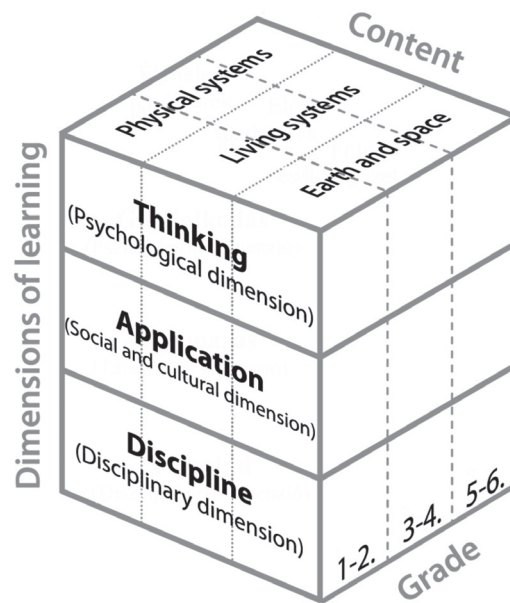 Content
Physical systems
Living systems
Earth and space
Dimensions of learning
Thinking
(Psychological dimension)
Application
(Social and cultural dimension)
Discipline
(Disciplinary dimension)
1-2.
3-4.
5-6.
Grade